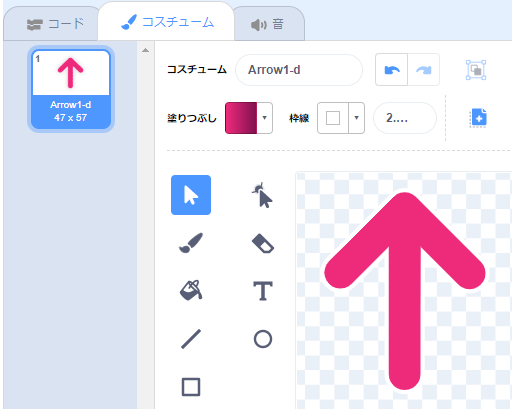 コード
コスチューム
音
1
Arrow1-d
47 x 57
コスチューム
Arrow1-d
塗りつぶし
枠線
2....